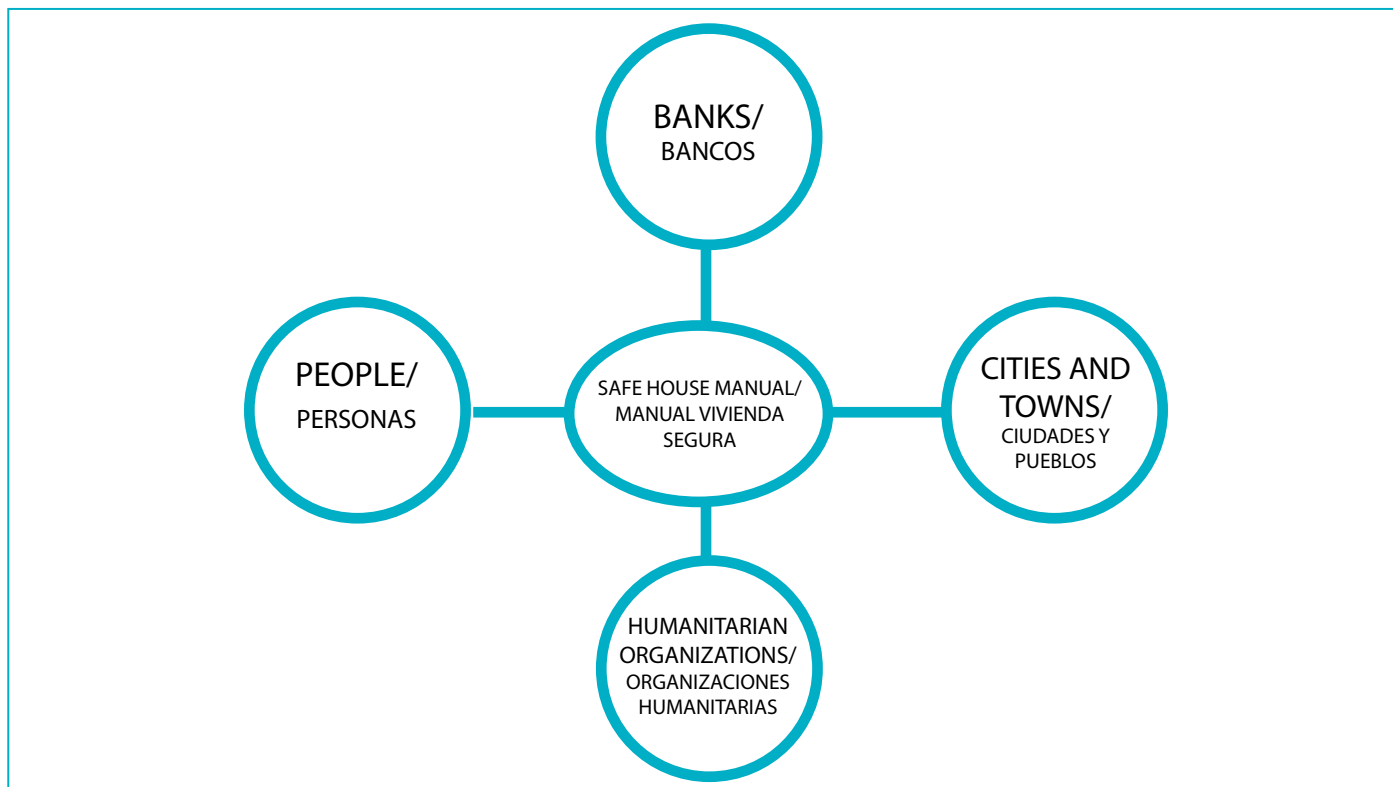 BANKS/
BANCOS
PEOPLE/
PERSONAS
SAFE HOUSE MANUAL/
MANUAL VIVIENDA
SEGURA
CITIES AND
TOWNS/
CIUDADES Y
PUEBLOS
HUMANITARIAN
ORGANIZATIONS/
ORGANIZACIONES
HUMANITARIAS